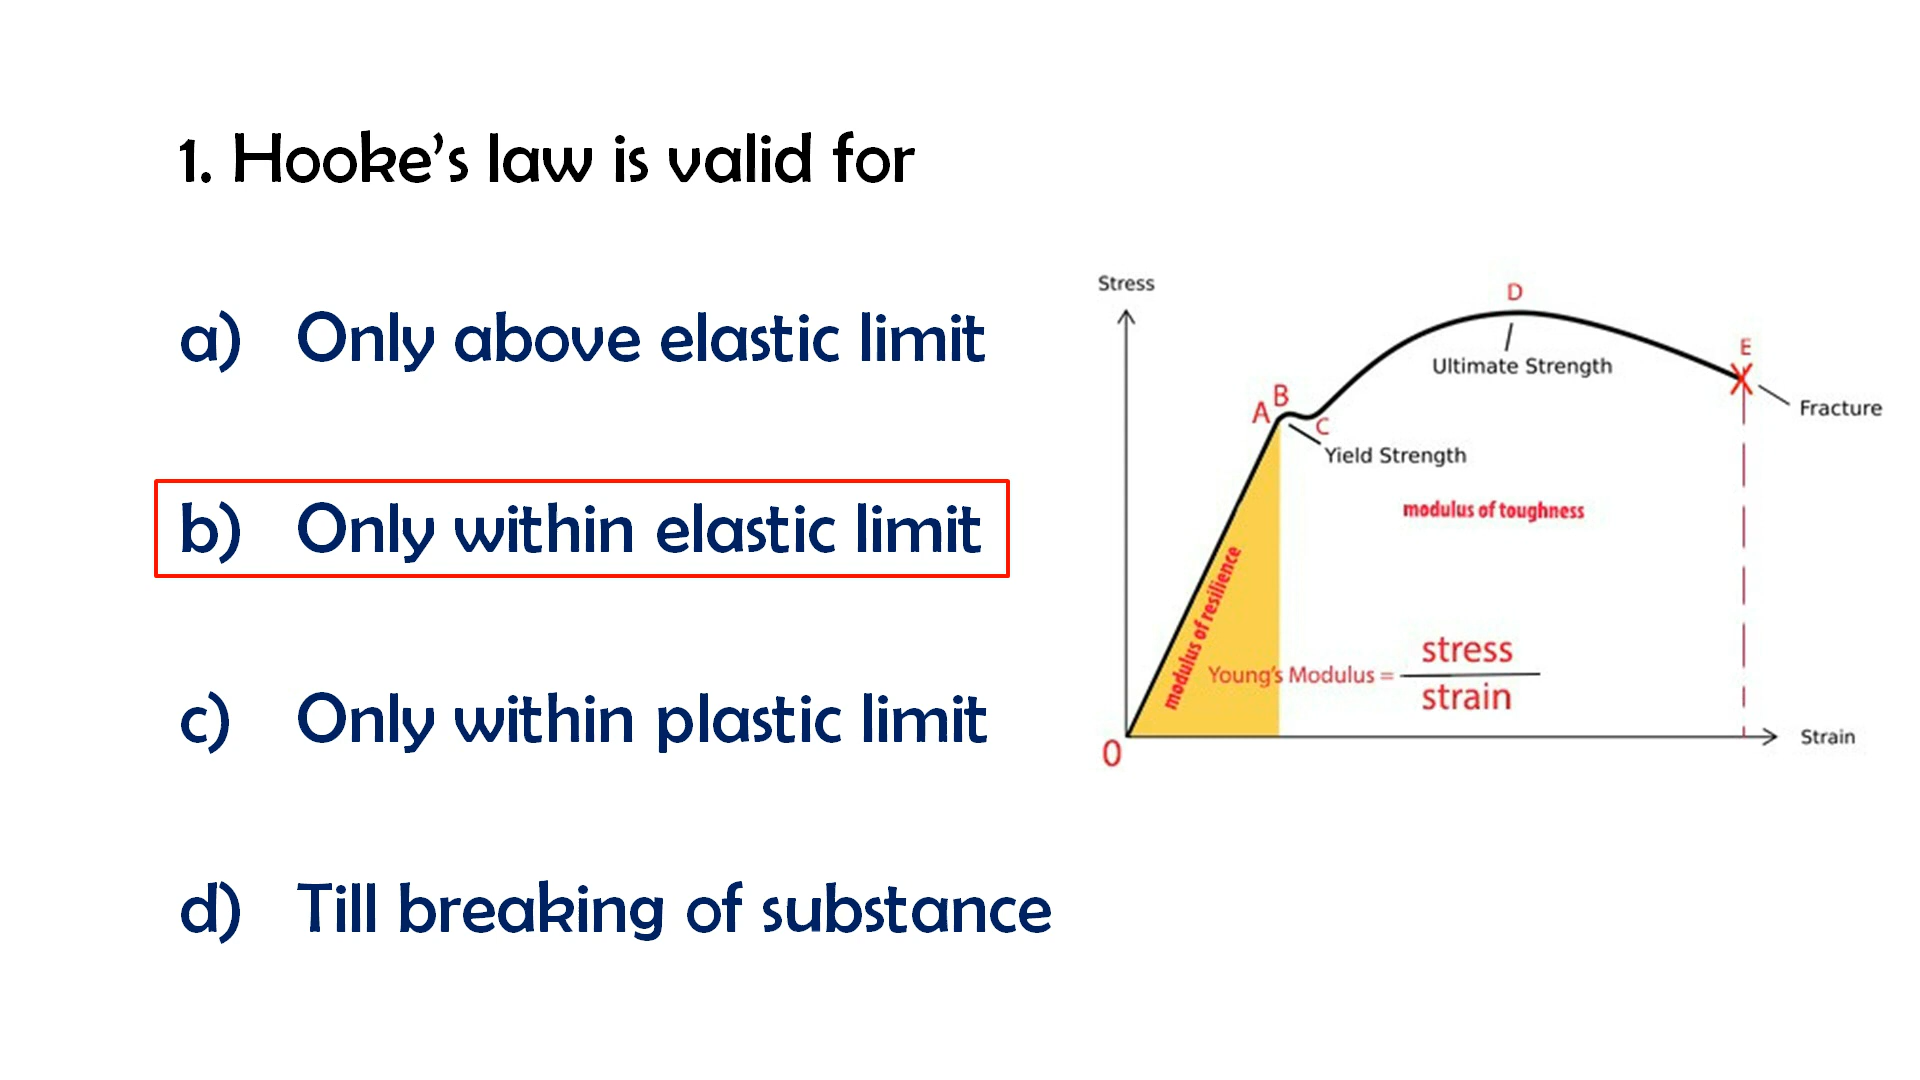 1. Hooke’s law is valid for
a) Only above elastic limit
b) Only within elastic limit
c) Only within plastic limit
d) Till breaking of substance
Stress
D
Ultimate Strength
E
Fracture
A
B
C
Yield Strength
modulus of toughness
modulus of resilience
Young's Modulus =
stress
strain
O
Strain